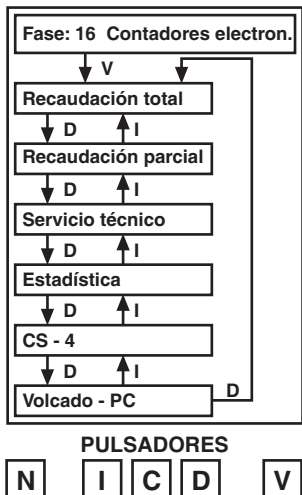 Fase: 16 Contadores electron.
V
Recaudación total
D I
Recaudación parcial
D I
Servicio técnico
D I
Estadística
D I
CS - 4
D I
Volcado - PC D
PULSADORES
N I C D V